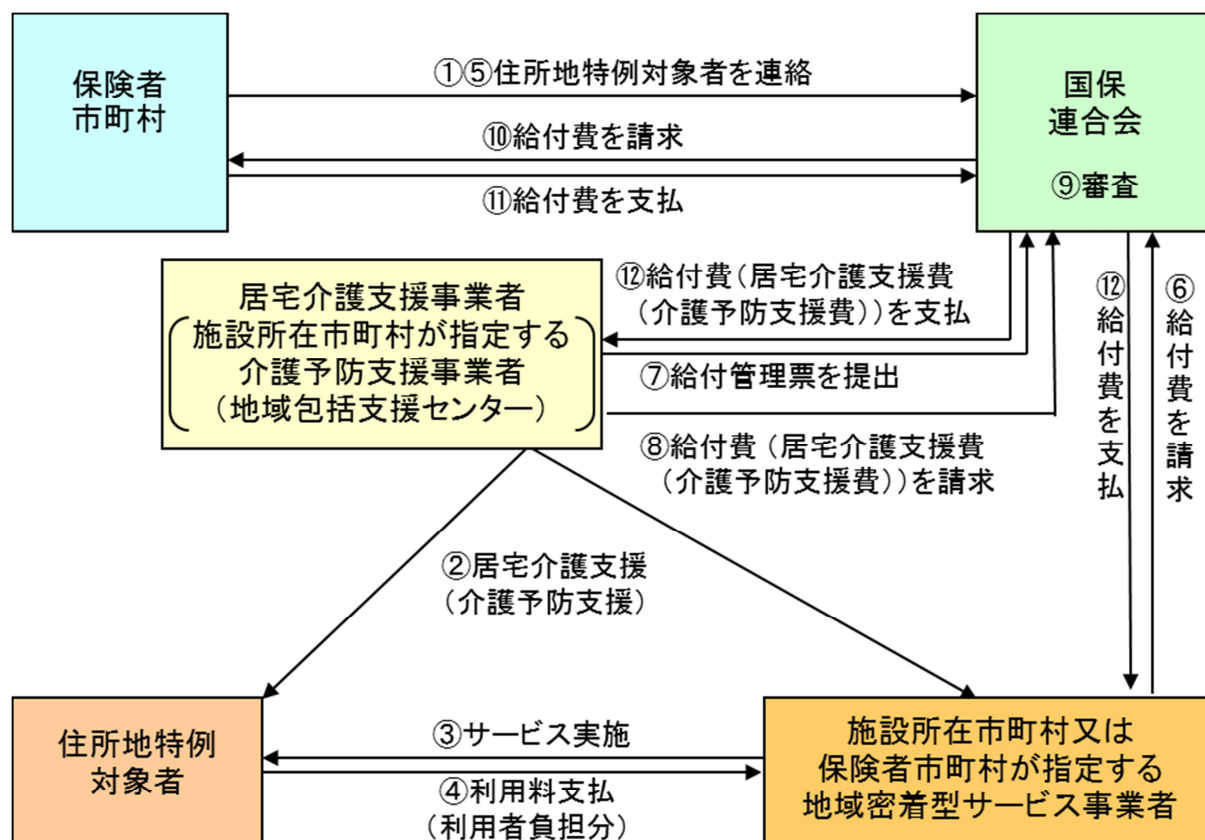 保険者
市町村
①⑤住所地特例対象者を連絡
⑩給付費を請求
⑪給付費を支払
国保
連合会
⑨審査
居宅介護支援事業者
施設所在市町村が指定する
介護予防支援事業者
（地域包括支援センター）
⑫給付費（居宅介護支援費
（介護予防支援費））を支払
⑦給付管理票を提出
⑧給付費（居宅介護支援費
（介護予防支援費））を請求
⑫給付費を支払
⑥給付費を請求
②居宅介護支援
（介護予防支援）
住所地特例
対象者
③サービス実施
④利用料支払
（利用者負担分）
施設所在市町村又は
保険者市町村が指定する
地域密着型サービス事業者